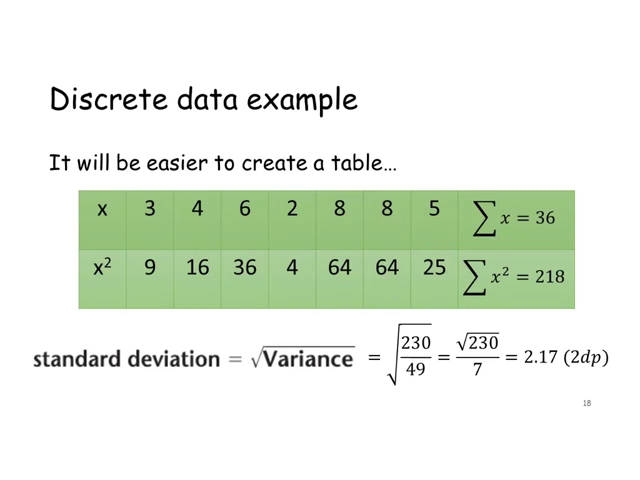 Discrete data example
It will be easier to create a table…
x 3 4 6 2 8 8 5 ∑ x = 36
x² 9 16 36 4 64 64 25 ∑ x² = 218
standard deviation = √Variance = √(230/49) = √230/7 = 2.17 (2dp)
18